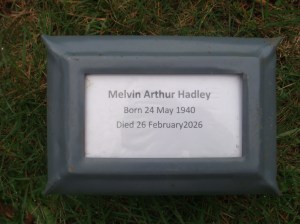 Melvin Arthur Hadley
Born 24 May 1940
Died 26 February2026